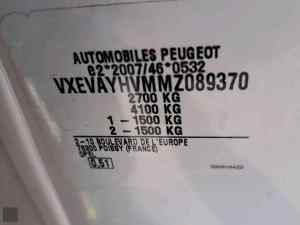 AUTOMOBILES PEUGEOT
e2*2007/46*0532
VXEVAYHVMMZ089370
2700 KG
4100 KG
1 - 1500 KG
2 - 1500 KG
2-10 BOULEVARD DE L'EUROPE
78300 POISSY (FRANCE)
0,51